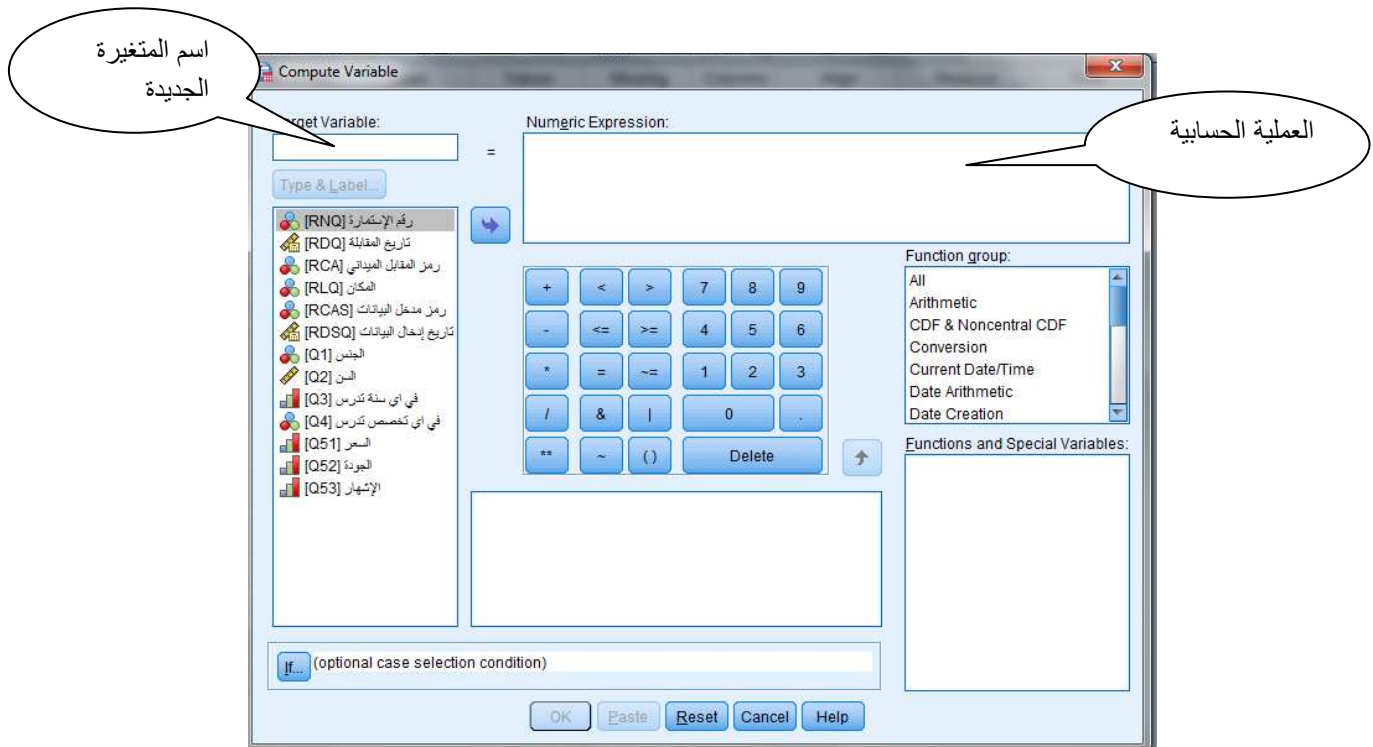 اسم المتغيرة
الجديدة
Compute Variable
العملية الحسابية
rget Variable:
Numeric Expression:
=
Type & Label...
رقم الإستمارة [RNQ]
تاريخ المقابلة [RDQ]
رمز المقابل الميداني [RCA]
المكان [RLQ]
رمز مدخل البيانات [RCAS]
تاريخ إدخال البيانات [RDSQ]
الجنس [Q1]
السن [Q2]
في اي سنة تدرس [Q3]
في اي تخصص تدرس [Q4]
السعر [Q51]
الجودة [Q52]
الإشهار [Q53]
+ < > 7 8 9
- <= >= 4 5 6
* = ~= 1 2 3
/ & | 0 .
** ~ ( ) Delete
Function group:
All
Arithmetic
CDF & Noncentral CDF
Conversion
Current Date/Time
Date Arithmetic
Date Creation
Functions and Special Variables:
If... (optional case selection condition)
OK Paste Reset Cancel Help